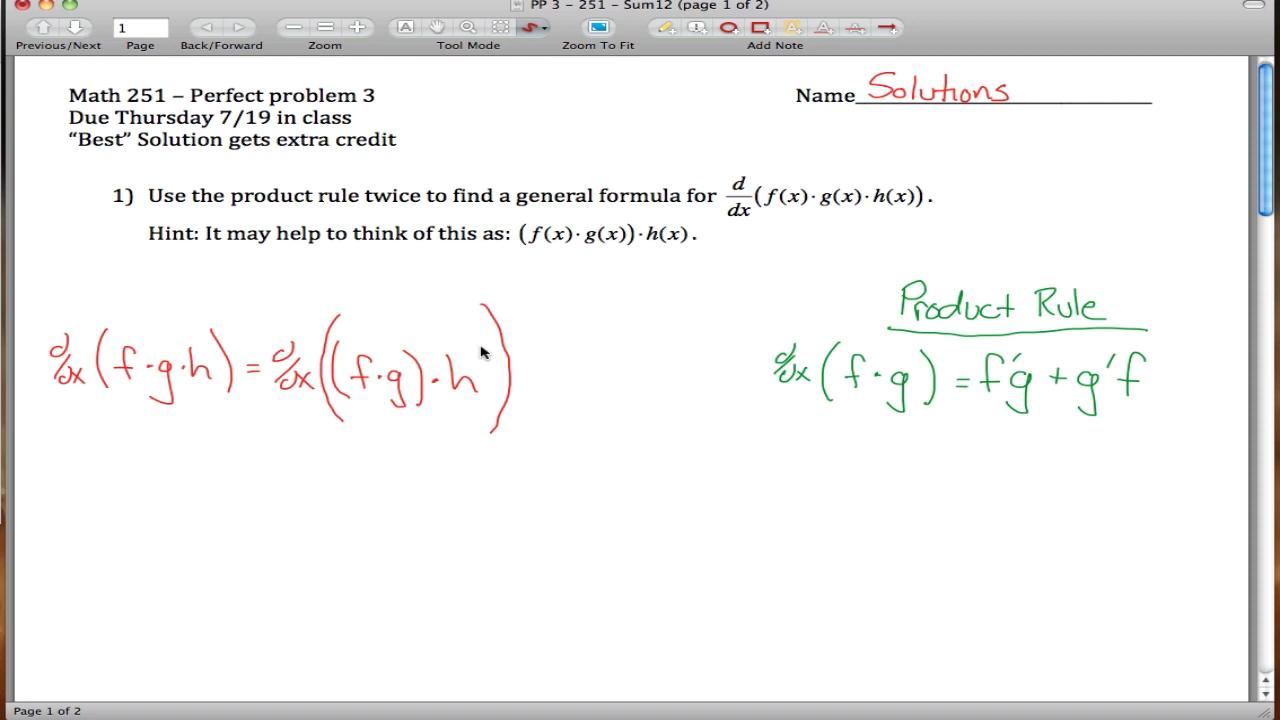 PP 3 - 251 - Sum12 (page 1 of 2)
1
Previous/Next Page Back/Forward Zoom Tool Mode Zoom To Fit Add Note
Math 251 – Perfect problem 3
Name Solutions
Due Thursday 7/19 in class
“Best” Solution gets extra credit
1) Use the product rule twice to find a general formula for d/dx (f(x)·g(x)·h(x)).
Hint: It may help to think of this as: (f(x)·g(x))·h(x).
Product Rule
d/dx (f·g·h) = d/dx ((f·g)·h)
d/dx (f·g) = f'g + g'f
Page 1 of 2